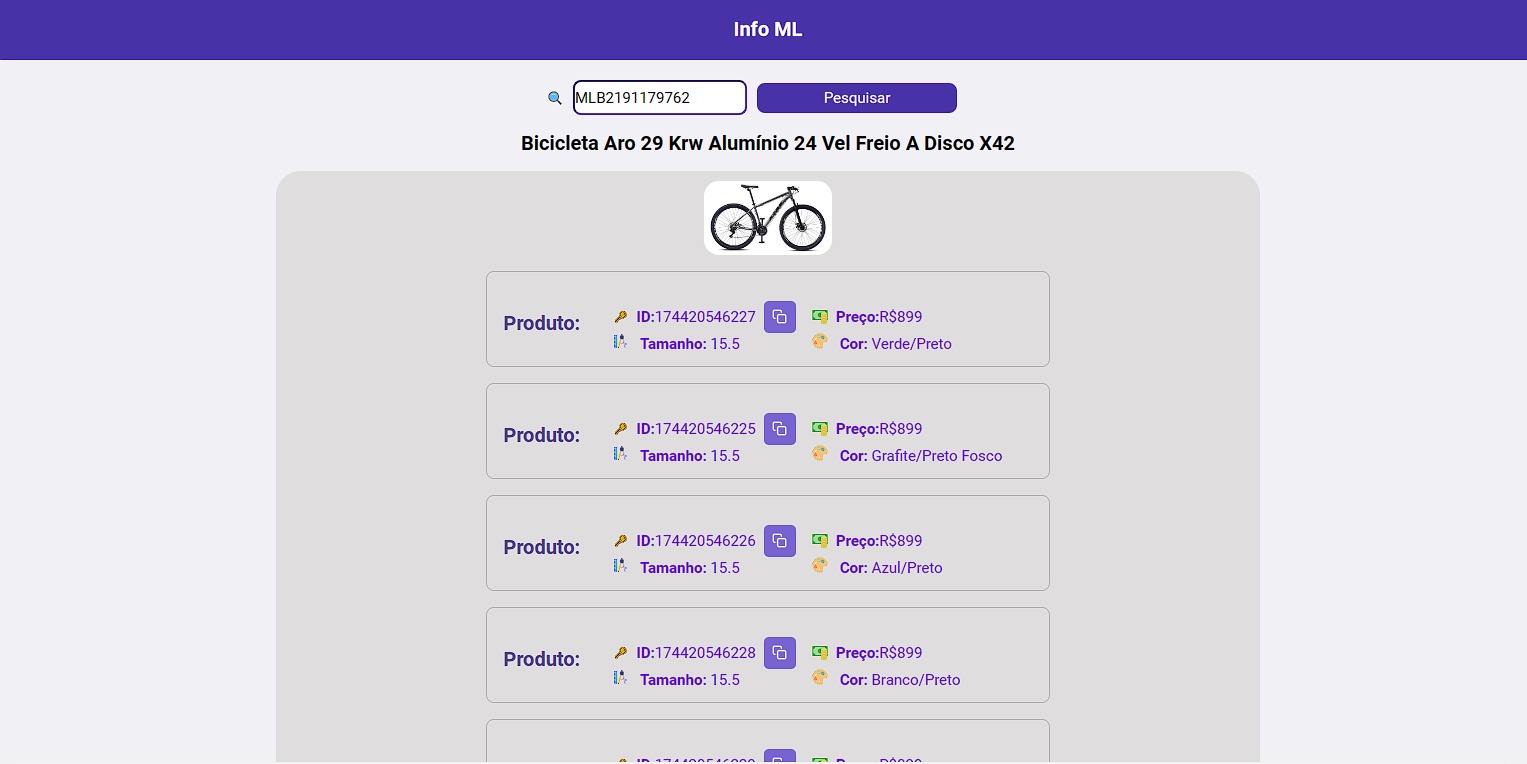 Info ML
MLB2191179762 Pesquisar
Bicicleta Aro 29 Krw Alumínio 24 Vel Freio A Disco X42
Produto:
ID:174420546227 Preço:R$899
Tamanho: 15.5 Cor: Verde/Preto
Produto:
ID:174420546225 Preço:R$899
Tamanho: 15.5 Cor: Grafite/Preto Fosco
Produto:
ID:174420546226 Preço:R$899
Tamanho: 15.5 Cor: Azul/Preto
Produto:
ID:174420546228 Preço:R$899
Tamanho: 15.5 Cor: Branco/Preto